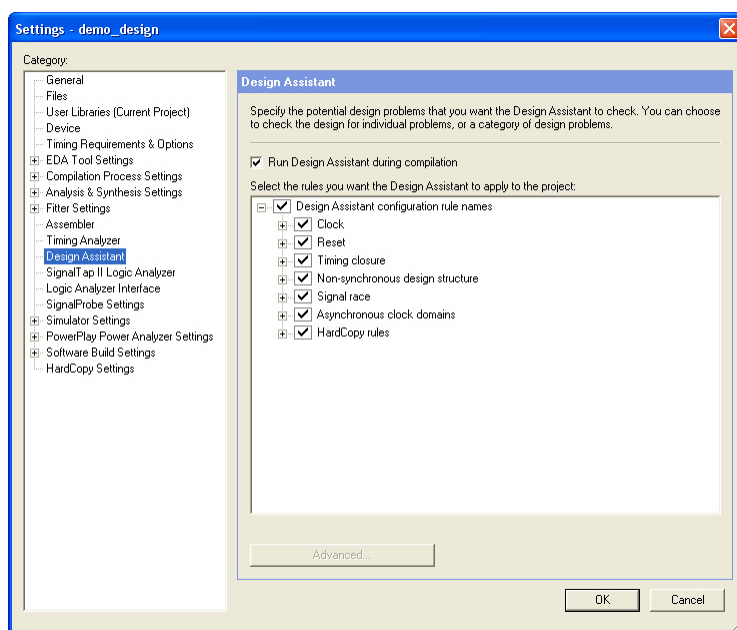 Settings - demo_design
Category:
General
Files
User Libraries (Current Project)
Device
Timing Requirements & Options
EDA Tool Settings
Compilation Process Settings
Analysis & Synthesis Settings
Fitter Settings
Assembler
Timing Analyzer
Design Assistant
SignalTap II Logic Analyzer
Logic Analyzer Interface
SignalProbe Settings
Simulator Settings
PowerPlay Power Analyzer Settings
Software Build Settings
HardCopy Settings
Design Assistant
Specify the potential design problems that you want the Design Assistant to check. You can choose
to check the design for individual problems, or a category of design problems.
Run Design Assistant during compilation
Select the rules you want the Design Assistant to apply to the project:
Design Assistant configuration rule names
Clock
Reset
Timing closure
Non-synchronous design structure
Signal race
Asynchronous clock domains
HardCopy rules
Advanced...
OK
Cancel